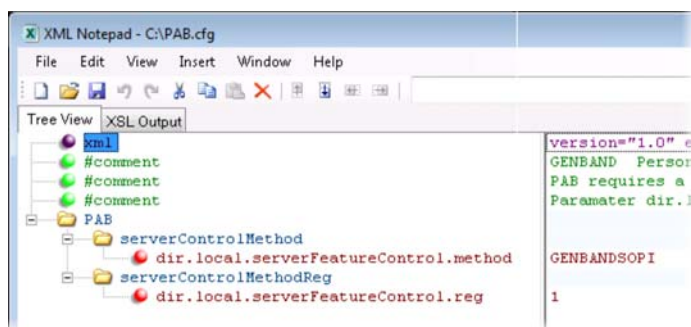 XML Notepad - C:\PAB.cfg
File Edit View Insert Window Help
Tree View XSL Output
xml version="1.0" e
#comment GENBAND Person
#comment PAB requires a
#comment Paramater dir.l
PAB
serverControlMethod
dir.local.serverFeatureControl.method GENBANDSOPI
serverControlMethodReg
dir.local.serverFeatureControl.reg 1